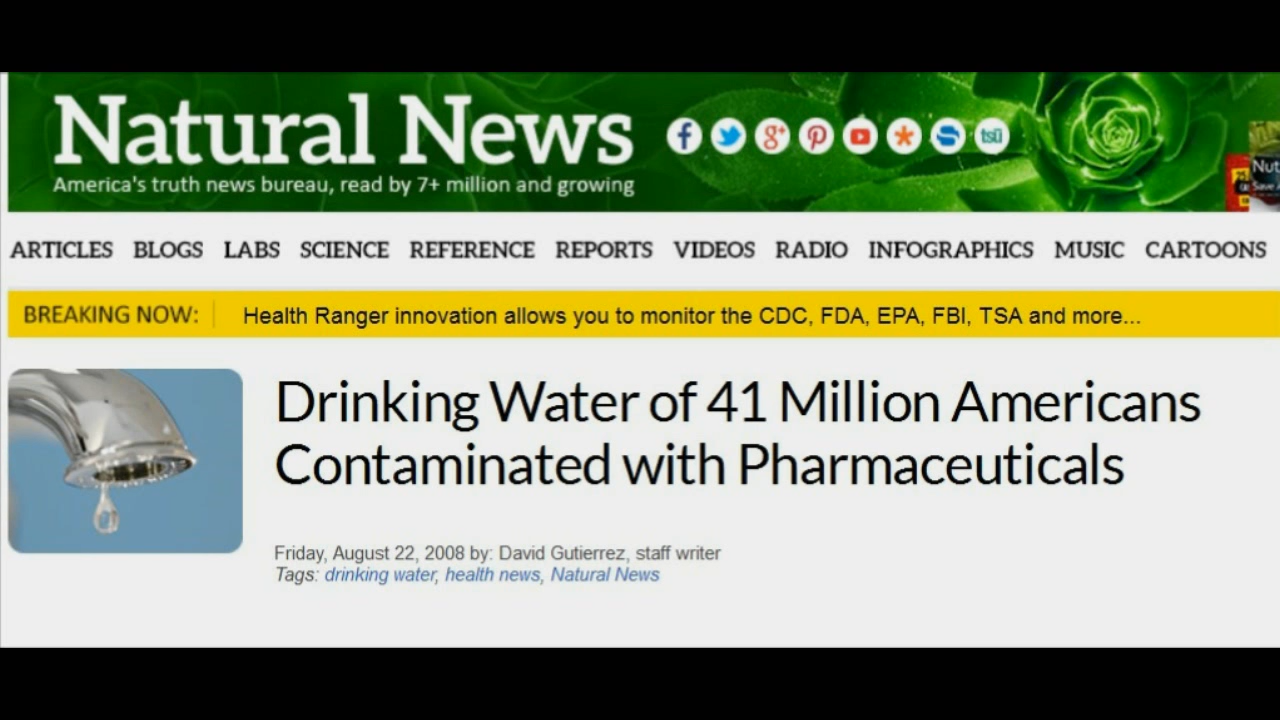 Natural News
America's truth news bureau, read by 7+ million and growing
tsū
Nut
Save
ARTICLES BLOGS LABS SCIENCE REFERENCE REPORTS VIDEOS RADIO INFOGRAPHICS MUSIC CARTOONS
BREAKING NOW: Health Ranger innovation allows you to monitor the CDC, FDA, EPA, FBI, TSA and more...
Drinking Water of 41 Million Americans
Contaminated with Pharmaceuticals
Friday, August 22, 2008 by: David Gutierrez, staff writer
Tags: drinking water, health news, Natural News